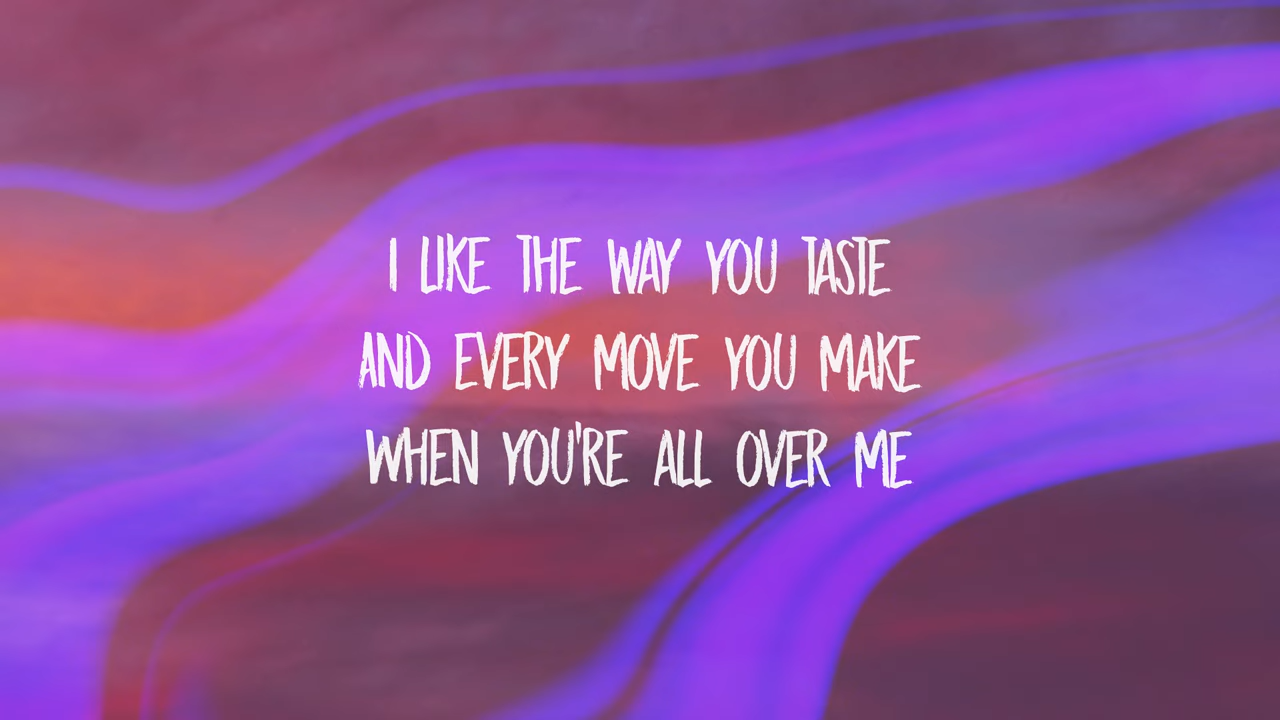 I LIKE THE WAY YOU TASTE
AND EVERY MOVE YOU MAKE
WHEN YOU'RE ALL OVER ME